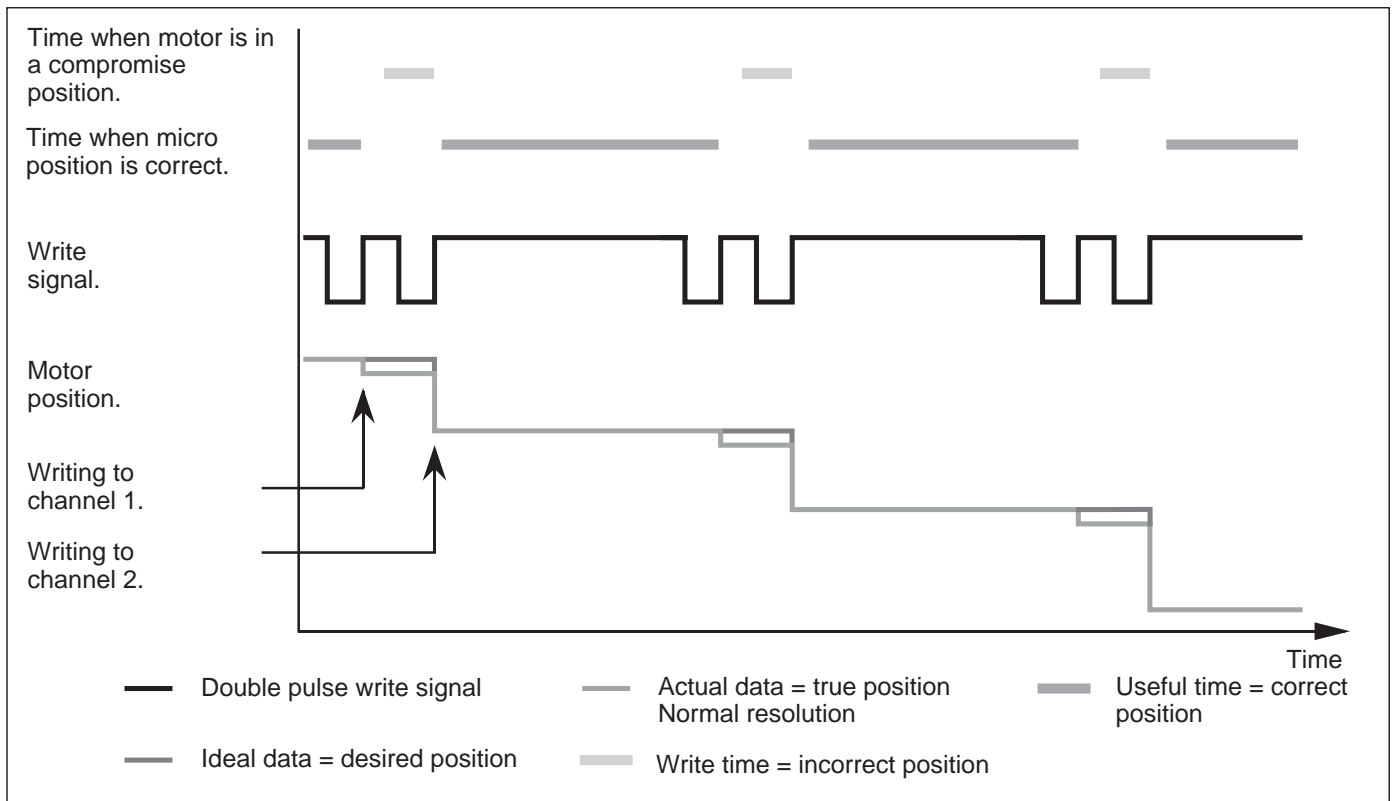 Time when motor is in
a compromise
position.
Time when micro
position is correct.
Write
signal.
Motor
position.
Writing to
channel 1.
Writing to
channel 2.
Time
Double pulse write signal
Actual data = true position
Normal resolution
Useful time = correct
position
Ideal data = desired position
Write time = incorrect position